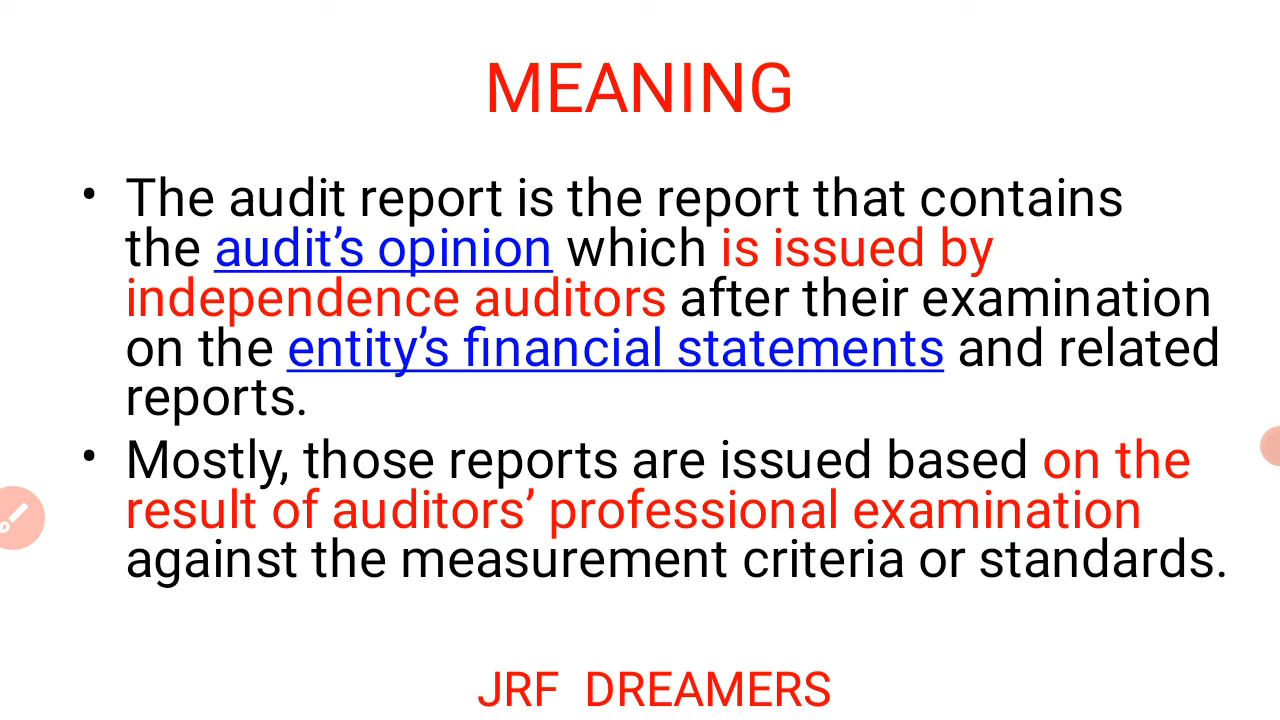 MEANING
• The audit report is the report that contains
the audit’s opinion which is issued by
independence auditors after their examination
on the entity’s financial statements and related
reports.
• Mostly, those reports are issued based on the
result of auditors’ professional examination
against the measurement criteria or standards.
JRF DREAMERS